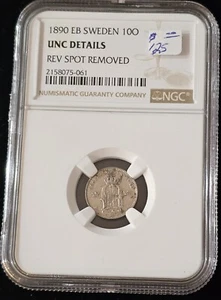 1890 EB SWEDEN 10O
UNC DETAILS
REV SPOT REMOVED
2158075-061
NUMISMATIC GUARANTY COMPANY
NGC
125